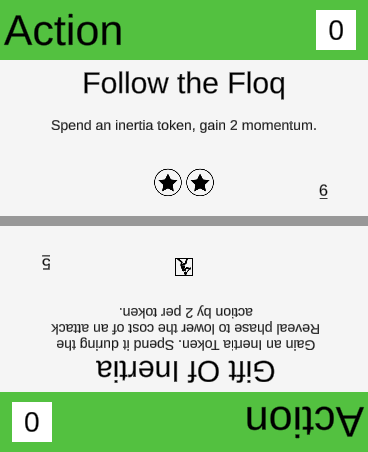 Action 0
Follow the Floq
Spend an inertia token, gain 2 momentum.
9
Action 0
Gift Of Inertia
Gain an Inertia Token. Spend it during the
Reveal phase to lower the cost of an attack
action by 2 per token.
5